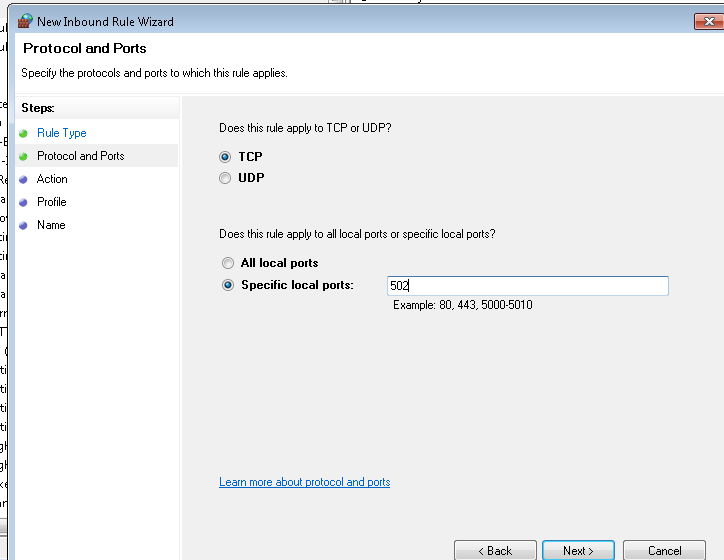 New Inbound Rule Wizard
Protocol and Ports
Specify the protocols and ports to which this rule applies.
Steps:
Rule Type
Protocol and Ports
Action
Profile
Name
Does this rule apply to TCP or UDP?
TCP
UDP
Does this rule apply to all local ports or specific local ports?
All local ports
Specific local ports:
502
Example: 80, 443, 5000-5010
Learn more about protocol and ports
< Back
Next >
Cancel